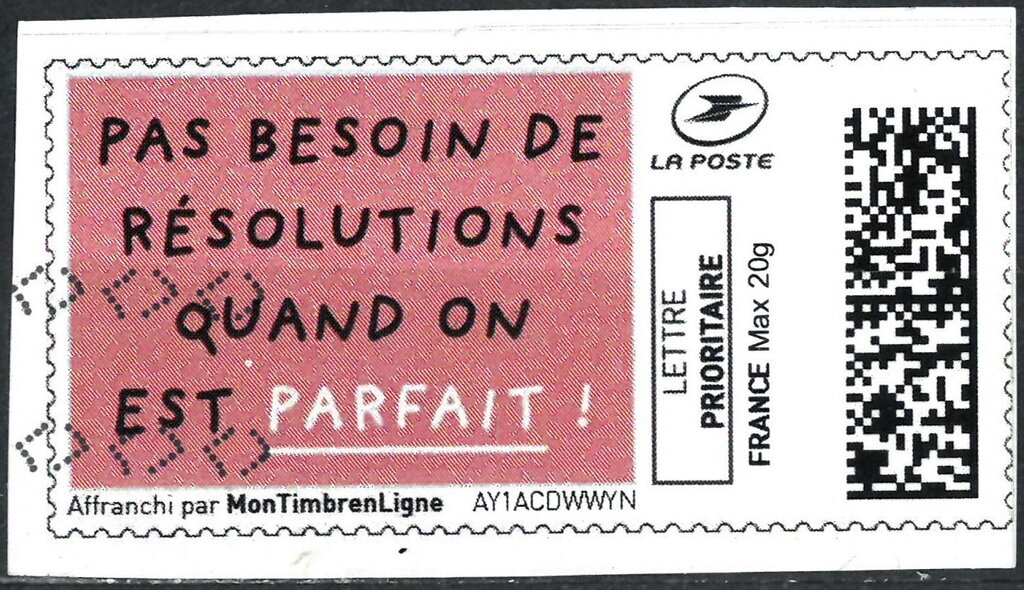 PAS BESOIN DE
RÉSOLUTIONS
QUAND ON
EST PARFAIT !
Affranchi par MonTimbrenLigne AY1ACDWWYN
LA POSTE
LETTRE
PRIORITAIRE
FRANCE Max 20g